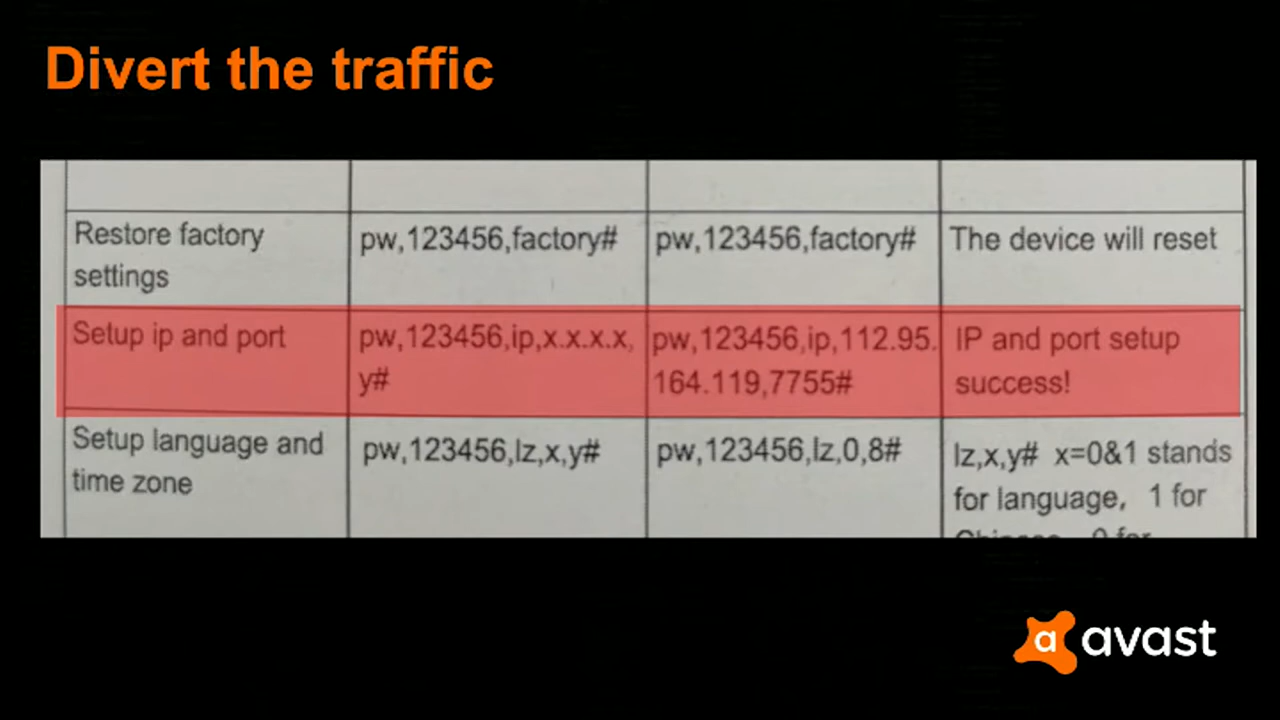 Divert the traffic
Restore factory
settings
pw,123456,factory#
pw,123456,factory#
The device will reset
Setup ip and port
pw,123456,ip,x.x.x.x,
y#
pw,123456,ip,112.95.
164.119,7755#
IP and port setup
success!
Setup language and
time zone
pw,123456,lz,x,y#
pw,123456,lz,0,8#
lz,x,y# x=0&1 stands
for language, 1 for
avast